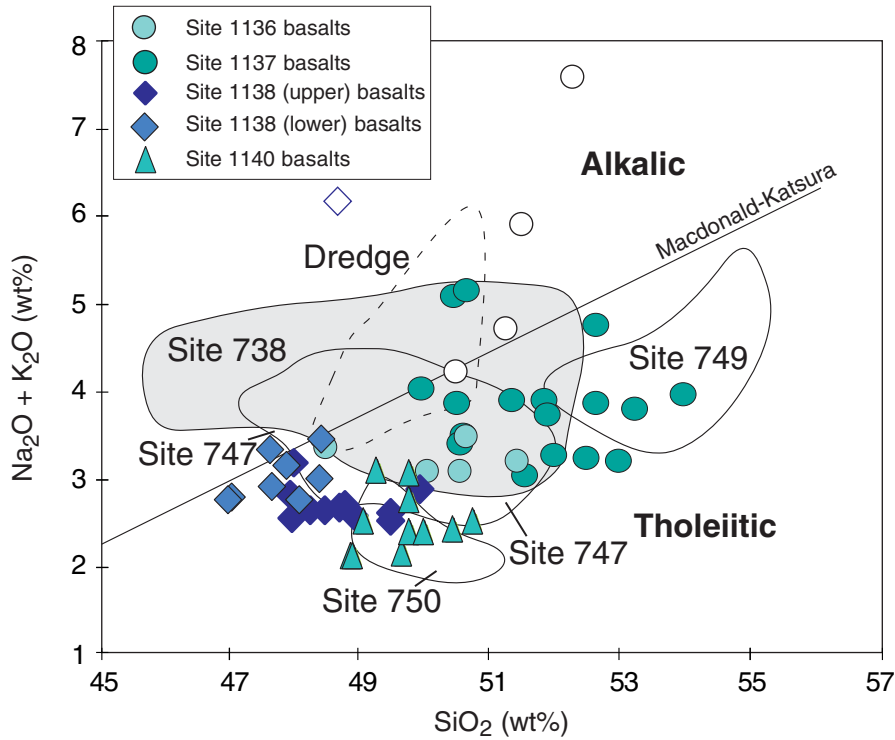 Site 1136 basalts
Site 1137 basalts
Site 1138 (upper) basalts
Site 1138 (lower) basalts
Site 1140 basalts
8
7
6
5
4
3
2
1
Na2O + K2O (wt%)
Alkalic
Macdonald-Katsura
Dredge
Site 738
Site 749
Site 747
Tholeiitic
Site 747
Site 750
45
47
49
51
53
55
57
SiO2 (wt%)